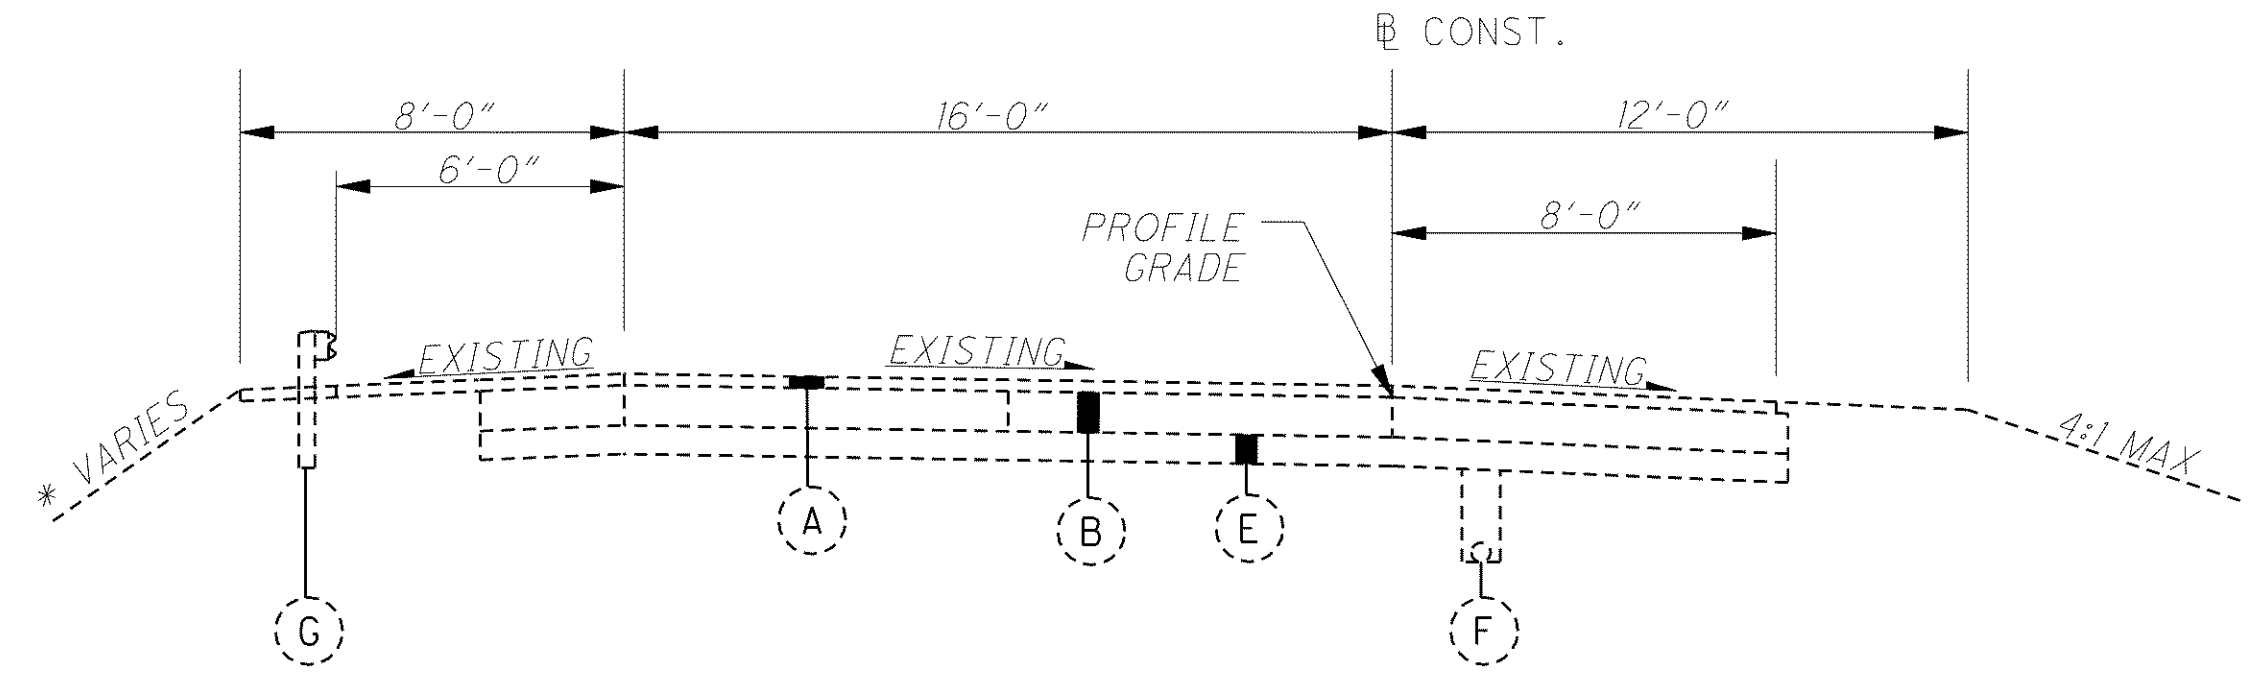 ℄ CONST.
8'-0"
16'-0"
12'-0"
6'-0"
8'-0"
PROFILE
GRADE
EXISTING
EXISTING
EXISTING
* VARIES
4:1 MAX
A
B
E
G
F